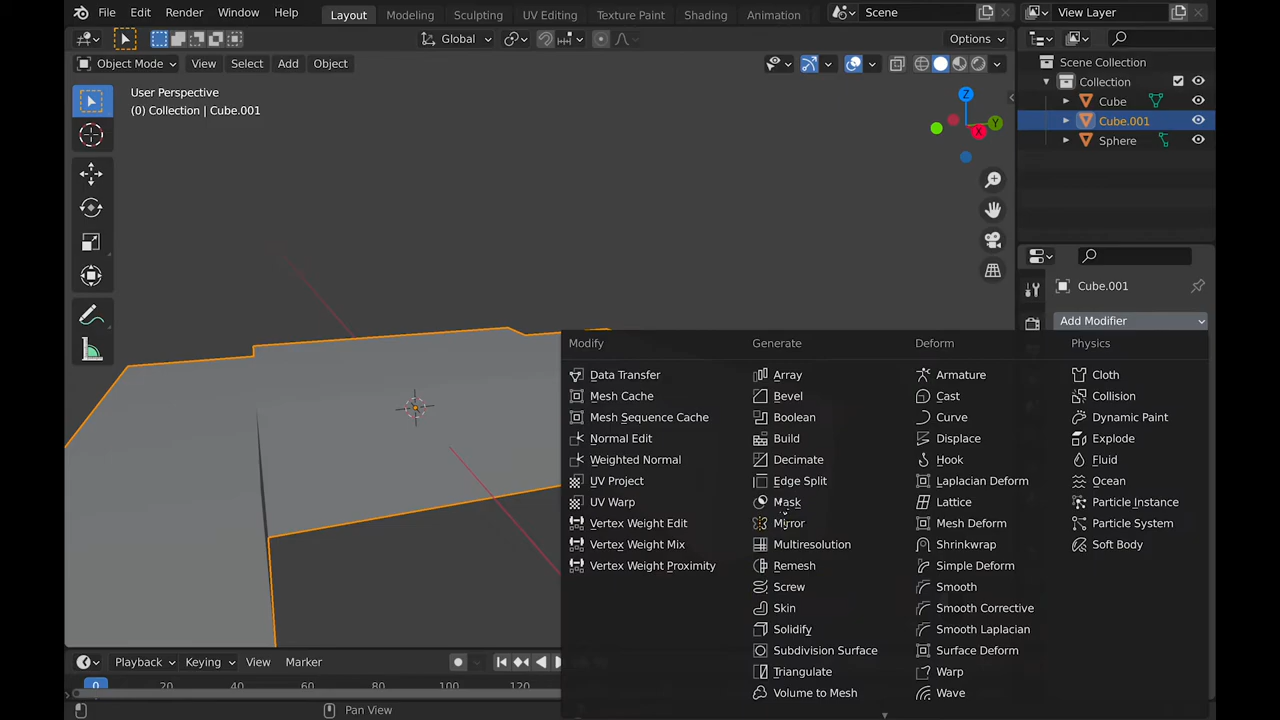 File Edit Render Window Help Layout Modeling Sculpting UV Editing Texture Paint Shading Animation Scene View Layer
Global Options
Object Mode View Select Add Object
User Perspective
(0) Collection | Cube.001
Z
Y
X
Scene Collection
Collection
Cube
Cube.001
Sphere
Cube.001
Add Modifier
Modify Generate Deform Physics
Data Transfer Array Armature Cloth
Mesh Cache Bevel Cast Collision
Mesh Sequence Cache Boolean Curve Dynamic Paint
Normal Edit Build Displace Explode
Weighted Normal Decimate Hook Fluid
UV Project Edge Split Laplacian Deform Ocean
UV Warp Mask Lattice Particle Instance
Vertex Weight Edit Mirror Mesh Deform Particle System
Vertex Weight Mix Multiresolution Shrinkwrap Soft Body
Vertex Weight Proximity Remesh Simple Deform
Screw Smooth
Skin Smooth Corrective
Solidify Smooth Laplacian
Subdivision Surface Surface Deform
Triangulate Warp
Volume to Mesh Wave
Playback Keying View Marker
0 20 40 60 80 100 120
Pan View